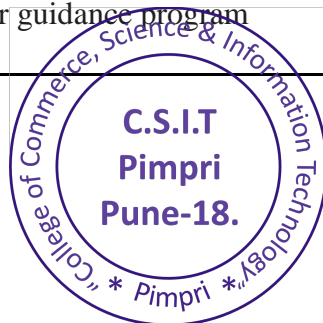 r guidance program
"College of Commerce, Science & Information Technology"
* Pimpri *
C.S.I.T
Pimpri
Pune-18.